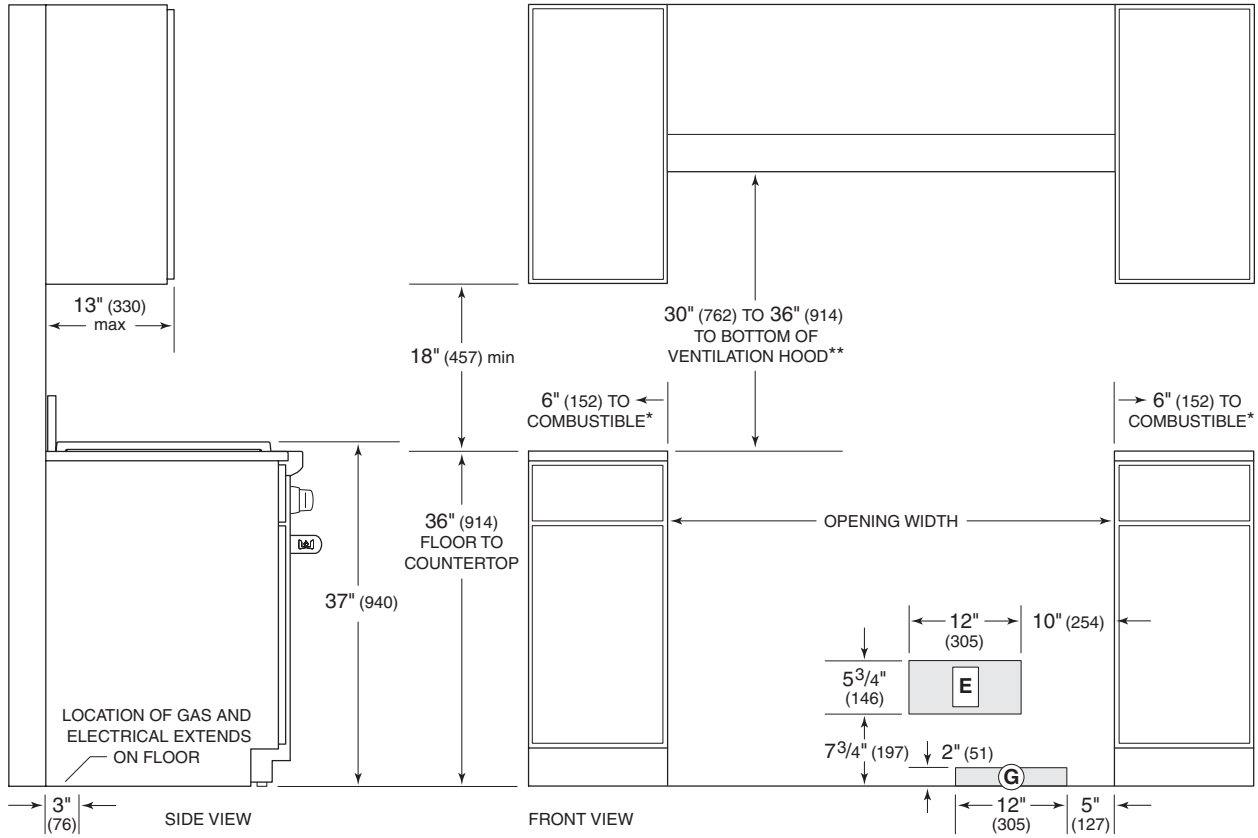 13" (330)
max
18" (457) min
30" (762) TO 36" (914)
TO BOTTOM OF
VENTILATION HOOD**
6" (152) TO
COMBUSTIBLE*
6" (152) TO
COMBUSTIBLE*
36" (914)
FLOOR TO
COUNTERTOP
OPENING WIDTH
37" (940)
12"
(305)
10" (254)
5 3/4"
(146)
E
LOCATION OF GAS AND
ELECTRICAL EXTENDS
ON FLOOR
7 3/4" (197)
2" (51)
G
3"
(76)
SIDE VIEW
FRONT VIEW
12"
(305)
5"
(127)